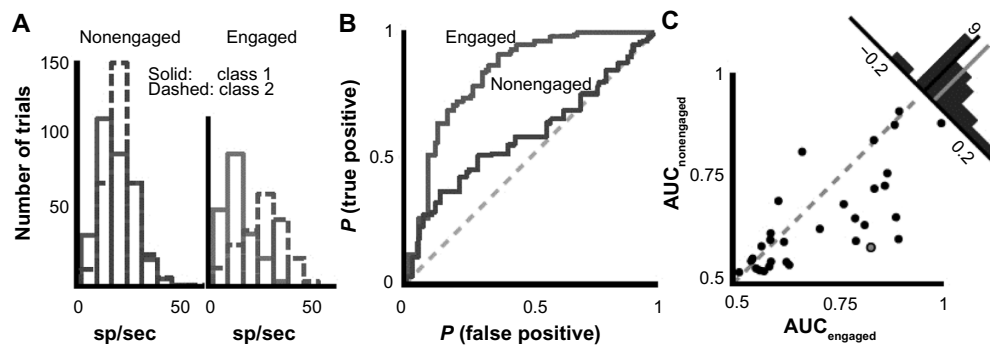 A
Nonengaged
Engaged
Solid: class 1
Dashed: class 2
Number of trials
150
100
50
0
50
0
50
sp/sec
sp/sec
B
1
Engaged
Nonengaged
0.5
0
P (true positive)
0
0.5
1
P (false positive)
C
−0.2
9
0.2
1
0.75
0.5
AUCnonengaged
0.5
0.75
1
AUCengaged